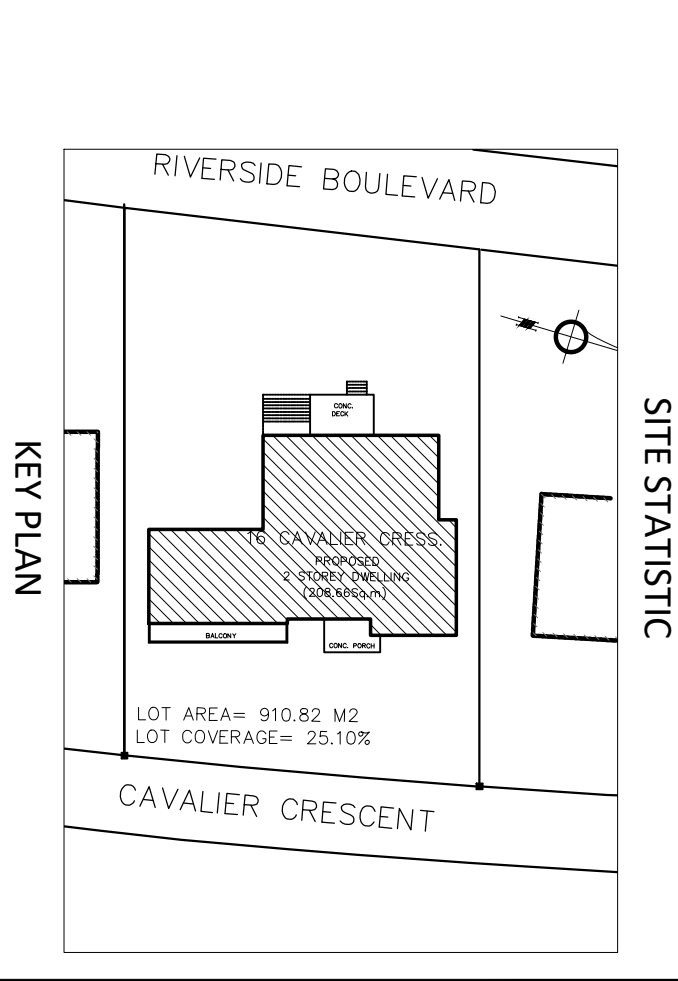 RIVERSIDE BOULEVARD
CONC.
DECK
KEY PLAN
SITE STATISTIC
16 CAVALIER CRESS.
PROPOSED
2 STOREY DWELLING
(208.66Sq.m)
BALCONY
CONC. PORCH
LOT AREA= 910.82 M2
LOT COVERAGE= 25.10%
CAVALIER CRESCENT